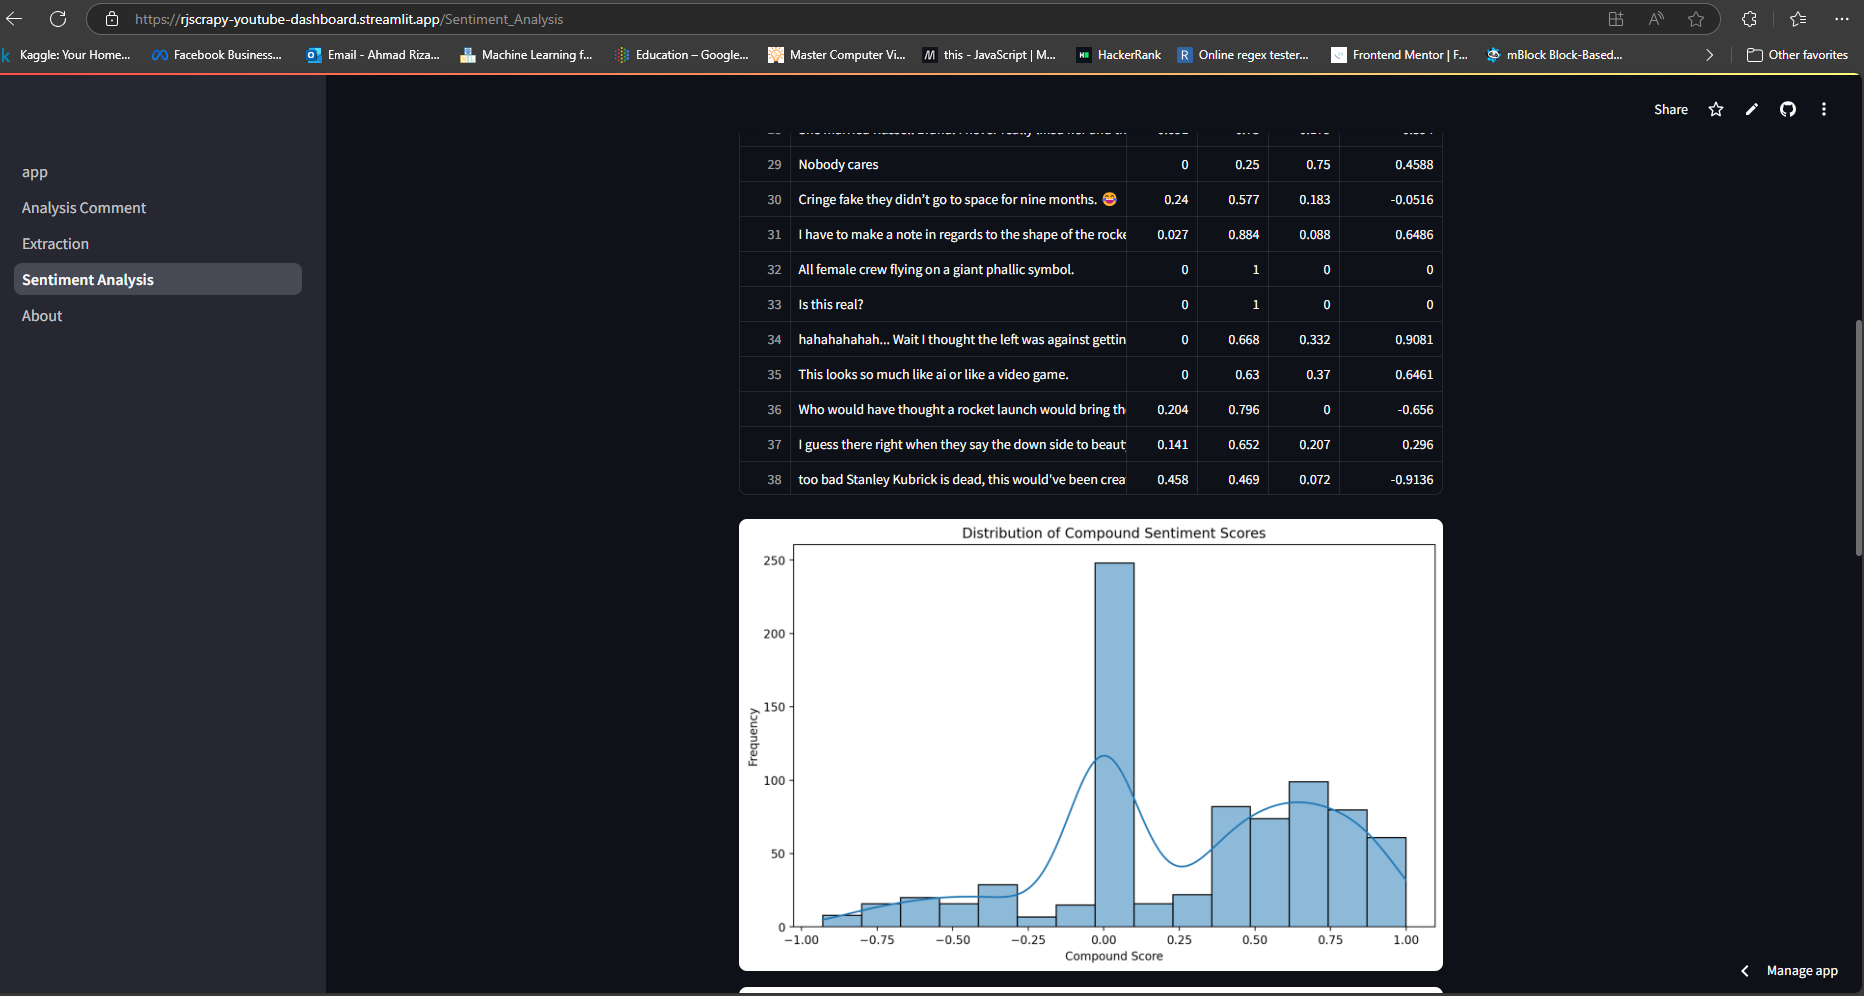 https://rjscrapy-youtube-dashboard.streamlit.app/Sentiment_Analysis
Kaggle: Your Home... Facebook Business... Email - Ahmad Riza... Machine Learning f... Education – Google... Master Computer Vi... this - JavaScript | M... HackerRank Online regex tester... Frontend Mentor | F... mBlock Block-Based... Other favorites
Share
app
Analysis Comment
Extraction
Sentiment Analysis
About
29 Nobody cares 0 0.25 0.75 0.4588
30 Cringe fake they didn’t go to space for nine months. 😂 0.24 0.577 0.183 -0.0516
31 I have to make a note in regards to the shape of the rocke 0.027 0.884 0.088 0.6486
32 All female crew flying on a giant phallic symbol. 0 1 0 0
33 Is this real? 0 1 0 0
34 hahahahahah... Wait I thought the left was against gettin 0 0.668 0.332 0.9081
35 This looks so much like ai or like a video game. 0 0.63 0.37 0.6461
36 Who would have thought a rocket launch would bring th 0.204 0.796 0 -0.656
37 I guess there right when they say the down side to beaut 0.141 0.652 0.207 0.296
38 too bad Stanley Kubrick is dead, this would've been crea 0.458 0.469 0.072 -0.9136
Distribution of Compound Sentiment Scores
250
200
150
100
50
0
Frequency
−1.00 −0.75 −0.50 −0.25 0.00 0.25 0.50 0.75 1.00
Compound Score
Manage app